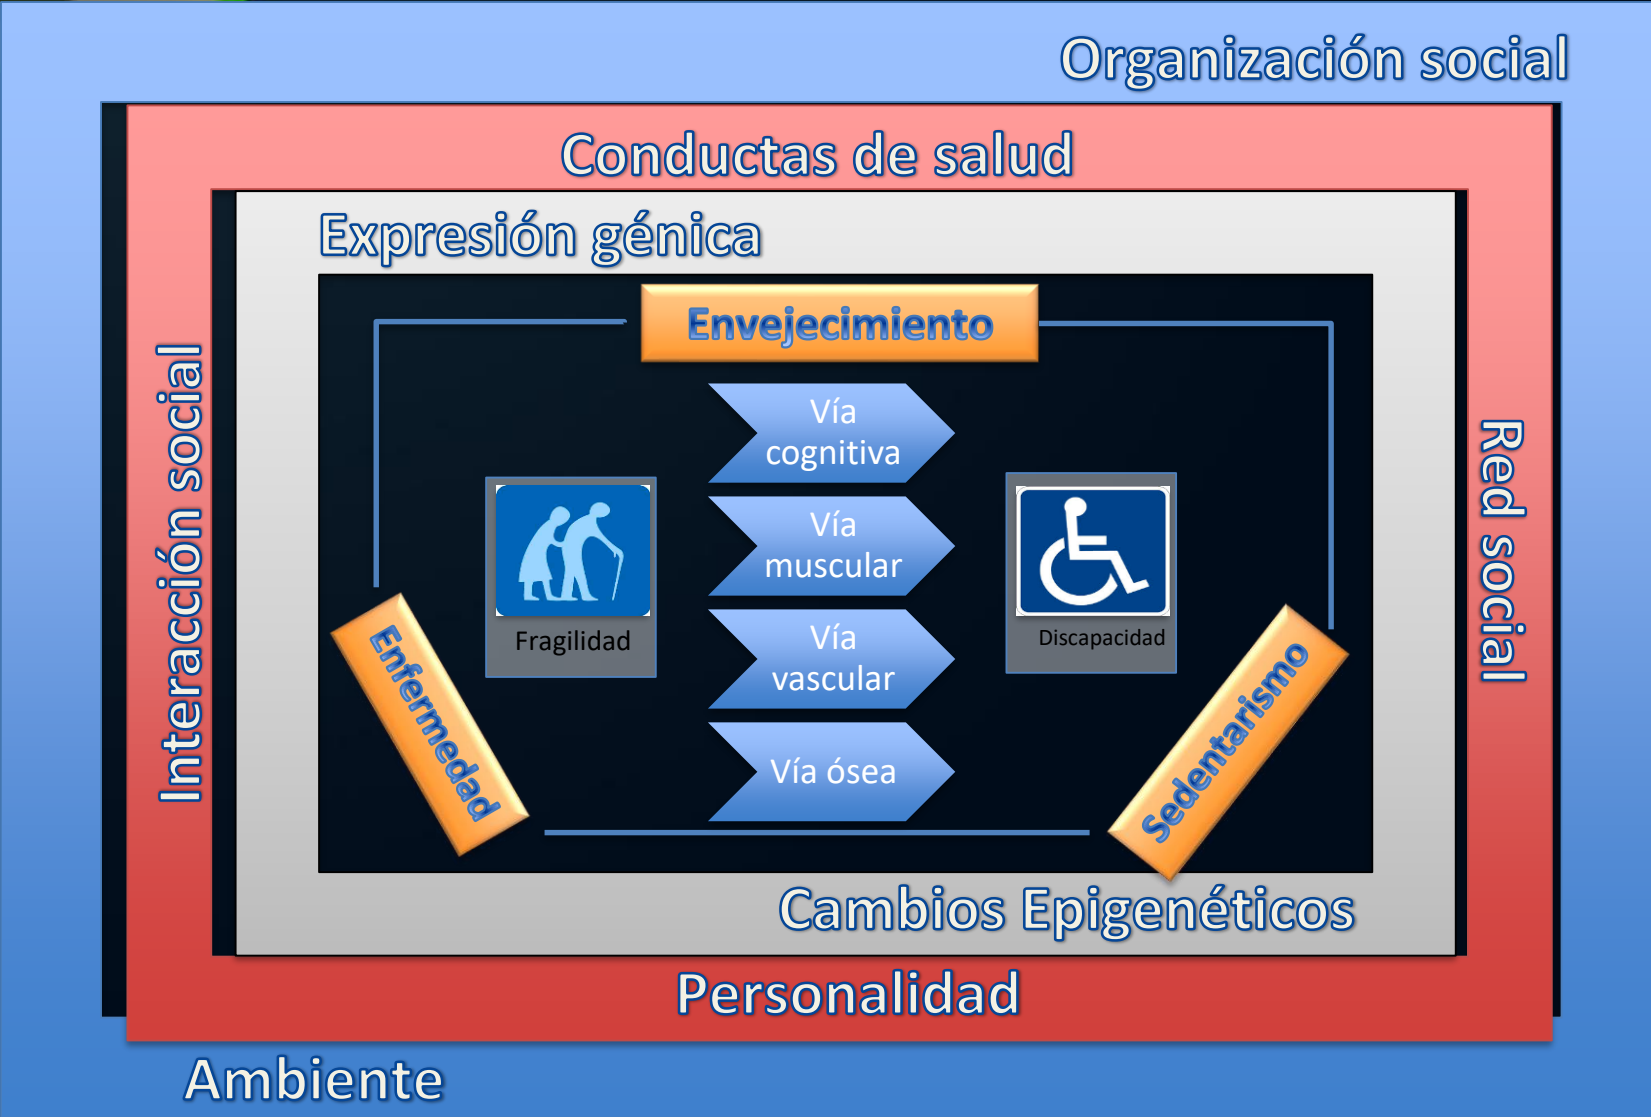 Organización social
Conductas de salud
Expresión génica
Envejecimiento
Interacción social
Red social
Vía
cognitiva
Vía
muscular
Vía
vascular
Vía ósea
Fragilidad
Discapacidad
Enfermedad
Sedentarismo
Cambios Epigenéticos
Personalidad
Ambiente